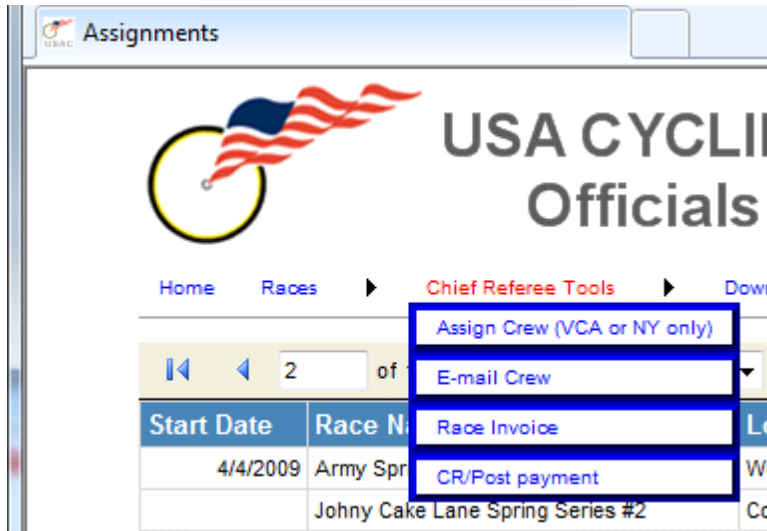 Assignments
USAC
USA CYCLI
Officials
Home Races Chief Referee Tools Dow
Assign Crew (VCA or NY only)
2 of
E-mail Crew
Start Date Race N
Race Invoice
4/4/2009 Army Spr
CR/Post payment
Johny Cake Lane Spring Series #2 Co